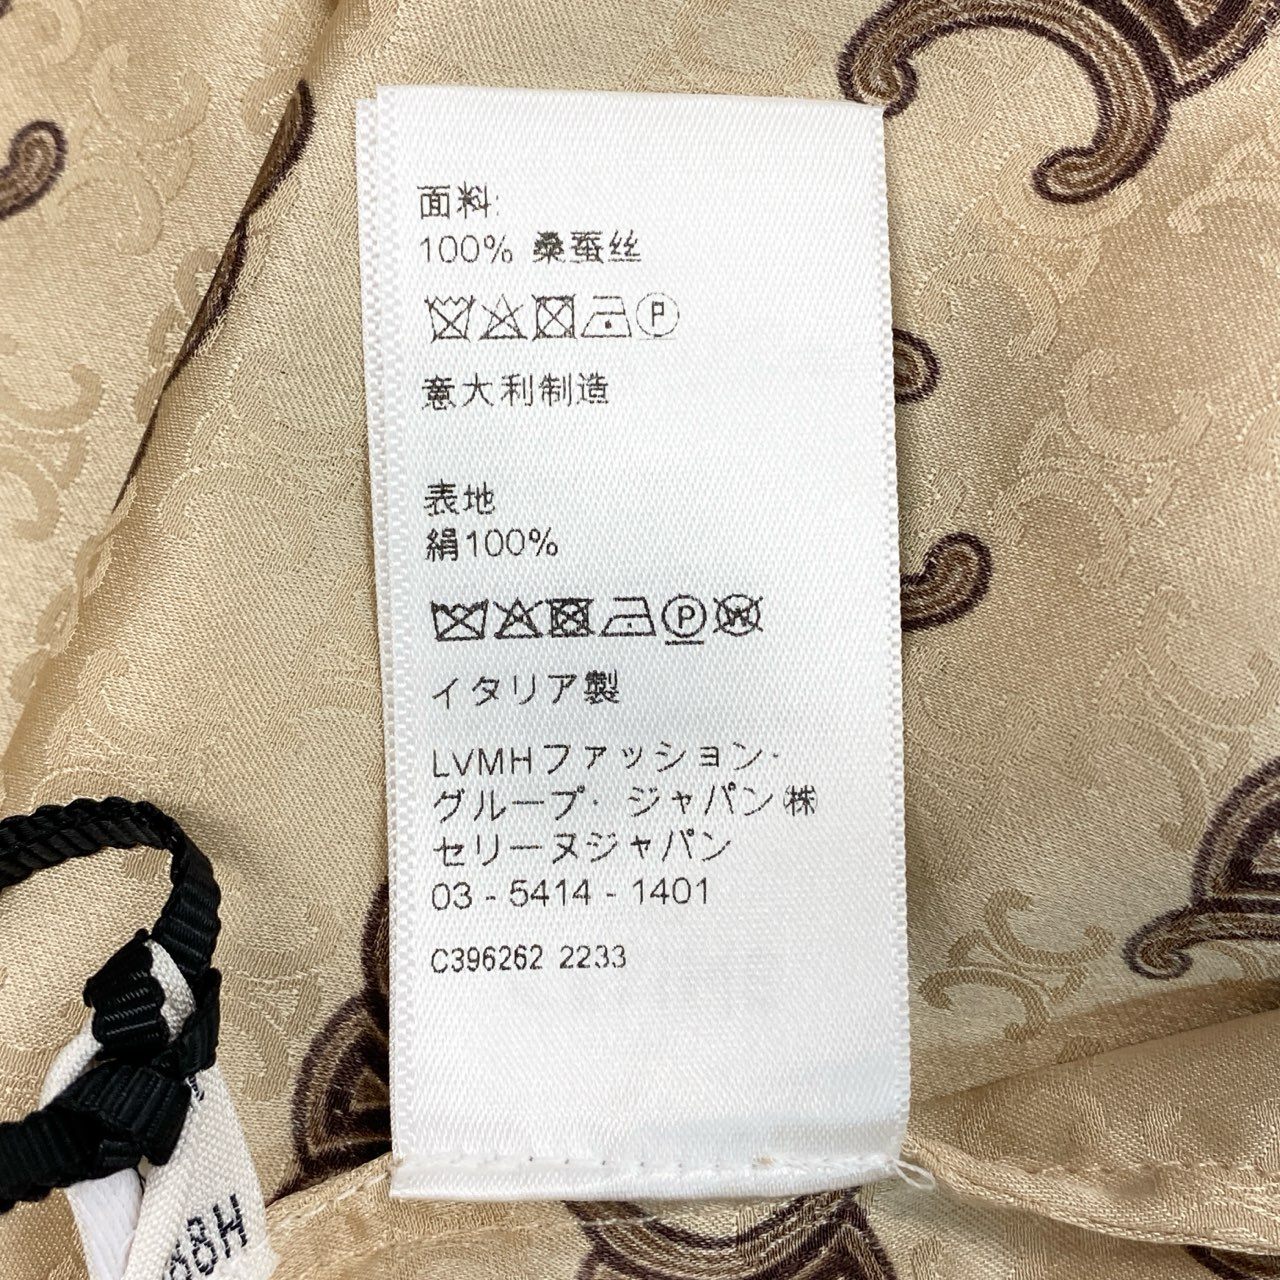 面料:
100% 桑蚕丝
P
意大利制造
表地
絹100%
P W
イタリア製
LVMHファッション・
グループ・ジャパン㈱
セリーヌジャパン
03 - 5414 - 1401
C396262 2233
68H